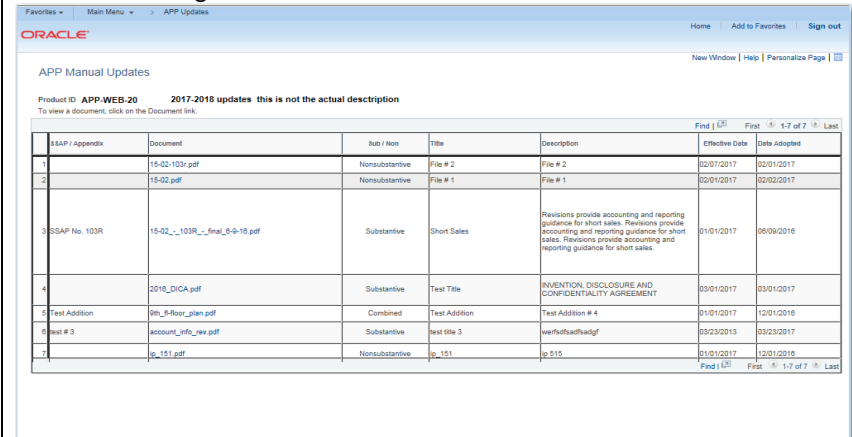 Favorites Main Menu > APP Updates
Home Add to Favorites Sign out
ORACLE
New Window | Help | Personalize Page |
APP Manual Updates
Product ID APP-WEB-20 2017-2018 updates this is not the actual desctription
To view a document, click on the Document link.
Find | First 1-7 of 7 Last
SSAP / Appendix Document Sub / Non Title Description Effective Date Date Adopted
1 15-02-103r.pdf Nonsubstantive File # 2 File # 2 02/07/2017 02/01/2017
2 15-02.pdf Nonsubstantive File # 1 File # 1 02/01/2017 02/02/2017
Revisions provide accounting and reporting
guidance for short sales. Revisions provide
3 SSAP No. 103R 15-02_-_103R_-_final_6-9-16.pdf Substantive Short Sales accounting and reporting guidance for short 01/01/2017 06/09/2016
sales. Revisions provide accounting and
reporting guidance for short sales.
4 2016_DICA.pdf Substantive Test Title INVENTION, DISCLOSURE AND 03/01/2017 03/01/2017
CONFIDENTIALITY AGREEMENT
5 Test Addition 9th_fl-floor_plan.pdf Combined Test Addition Test Addition # 4 01/01/2017 12/01/2016
6 test # 3 account_info_rev.pdf Substantive test title 3 werfsdfsadfsadgf 03/23/2013 03/23/2017
7 ip_151.pdf Nonsubstantive ip_151 ip 515 01/01/2017 12/01/2016
Find | First 1-7 of 7 Last